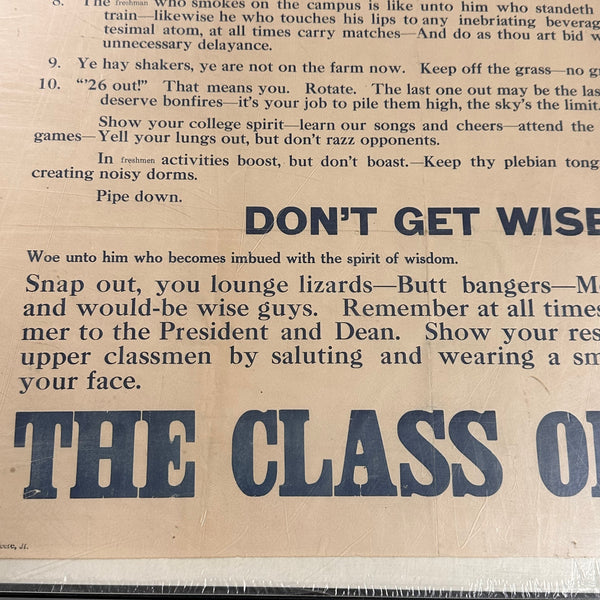 8. The freshman who smokes on the campus is like unto him who standeth
train—likewise he who touches his lips to any inebriating beverag
tesimal atom, at all times carry matches—And do as thou art bid w
unnecessary delayance.
9. Ye hay shakers, ye are not on the farm now. Keep off the grass—no g
10. “’26 out!” That means you. Rotate. The last one out may be the las
deserve bonfires—it’s your job to pile them high, the sky’s the limit.
Show your college spirit—learn our songs and cheers—attend the
games—Yell your lungs out, but don’t razz opponents.
In freshmen activities boost, but don’t boast.—Keep thy plebian tong
creating noisy dorms.
Pipe down.
DON’T GET WISE
Woe unto him who becomes imbued with the spirit of wisdom.
Snap out, you lounge lizards—Butt bangers—M
and would-be wise guys. Remember at all times
mer to the President and Dean. Show your res
upper classmen by saluting and wearing a sm
your face.
THE CLASS O